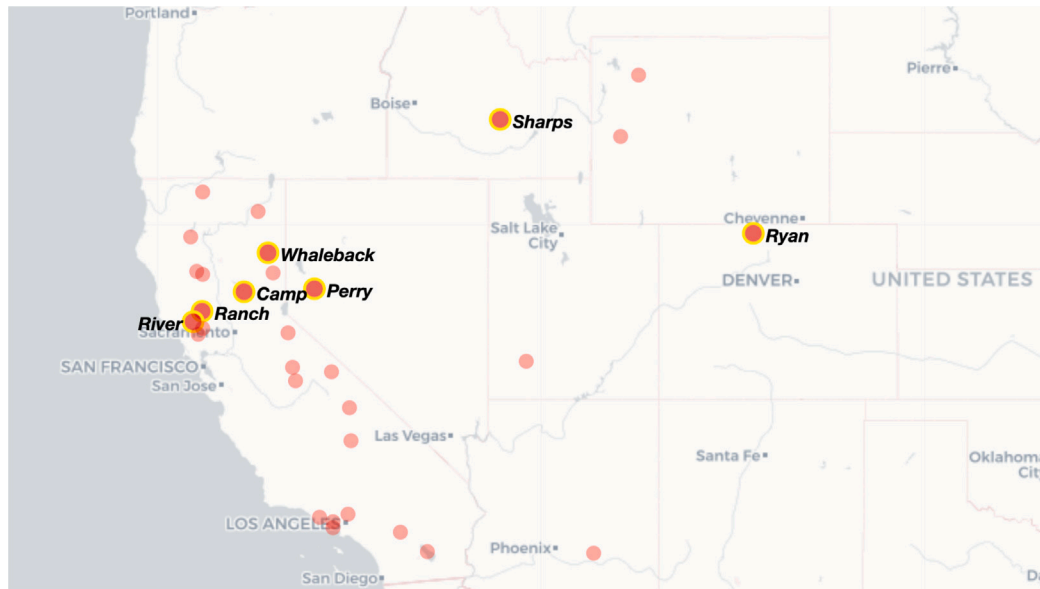 Portland
Pierre
Boise
Sharps
Cheyenne
Salt Lake
City
Ryan
Whaleback
DENVER
UNITED STATES
Camp
Perry
Ranch
River
Sacramento
SAN FRANCISCO
San Jose
Las Vegas
Santa Fe
Oklahoma
City
LOS ANGELES
Phoenix
San Diego
Da